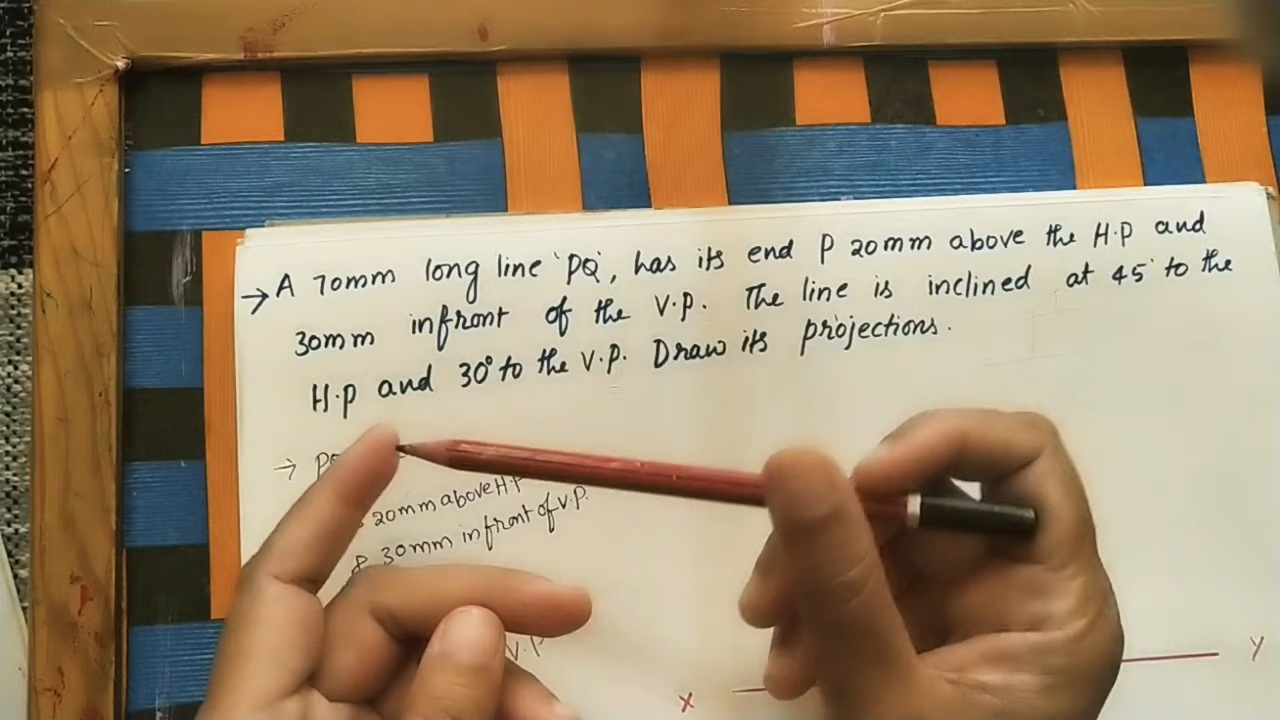 → A 70mm long line 'PQ', has its end P 20mm above the H.P and
30mm infront of the V.P. The line is inclined at 45° to the
H.P and 30° to the V.P. Draw its projections.
→
20mm above H.P
30mm infront of V.P.
V.P
X Y